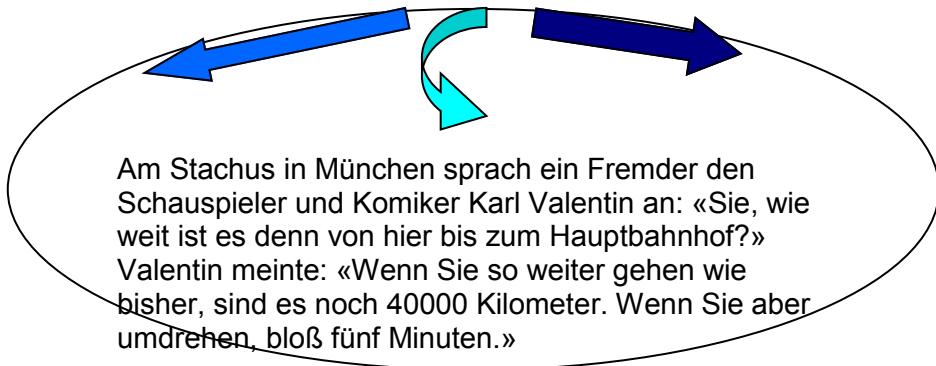 Am Stachus in München sprach ein Fremder den
Schauspieler und Komiker Karl Valentin an: «Sie, wie
weit ist es denn von hier bis zum Hauptbahnhof?»
Valentin meinte: «Wenn Sie so weiter gehen wie
bisher, sind es noch 40000 Kilometer. Wenn Sie aber
umdrehen, bloß fünf Minuten.»